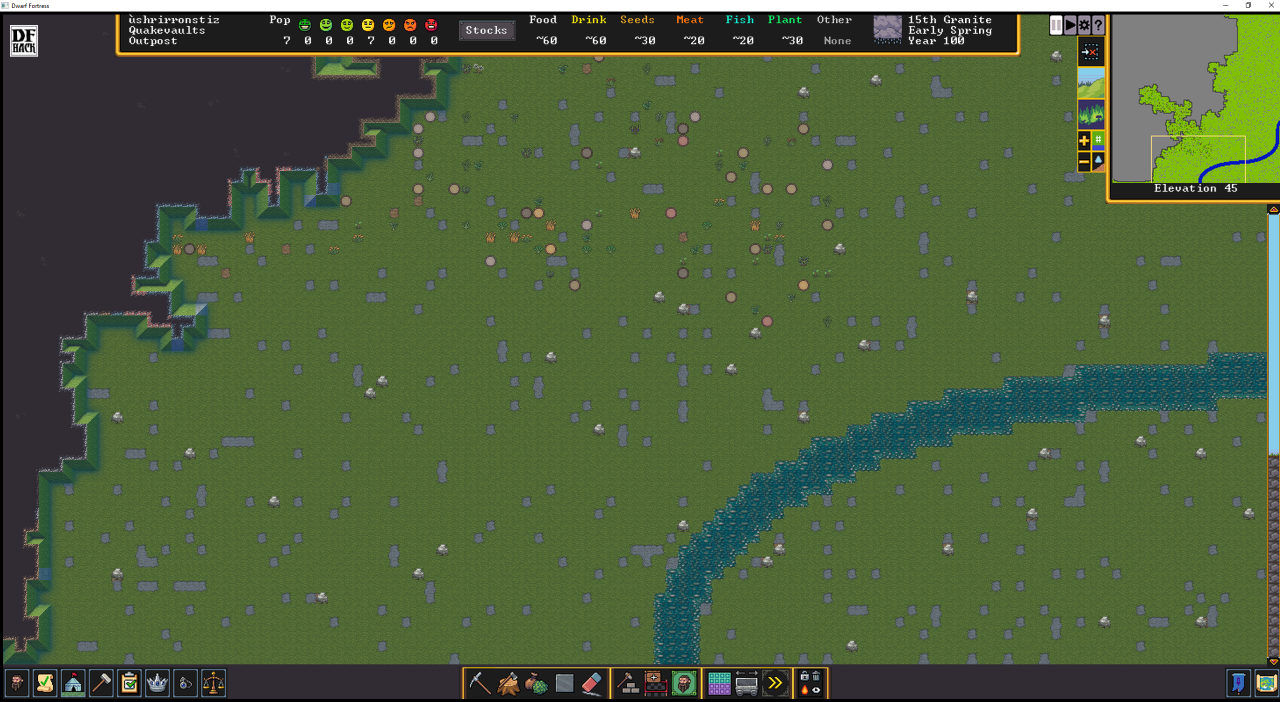 Dwarf Fortress
DF
HACK
ùshrirronstiz
Quakevaults
Outpost
Pop
7 0 0 0 7 0 0 0
Stocks
Food Drink Seeds Meat Fish Plant Other
~60 ~60 ~30 ~20 ~20 ~30 None
15th Granite
Early Spring
Year 100
Elevation 45